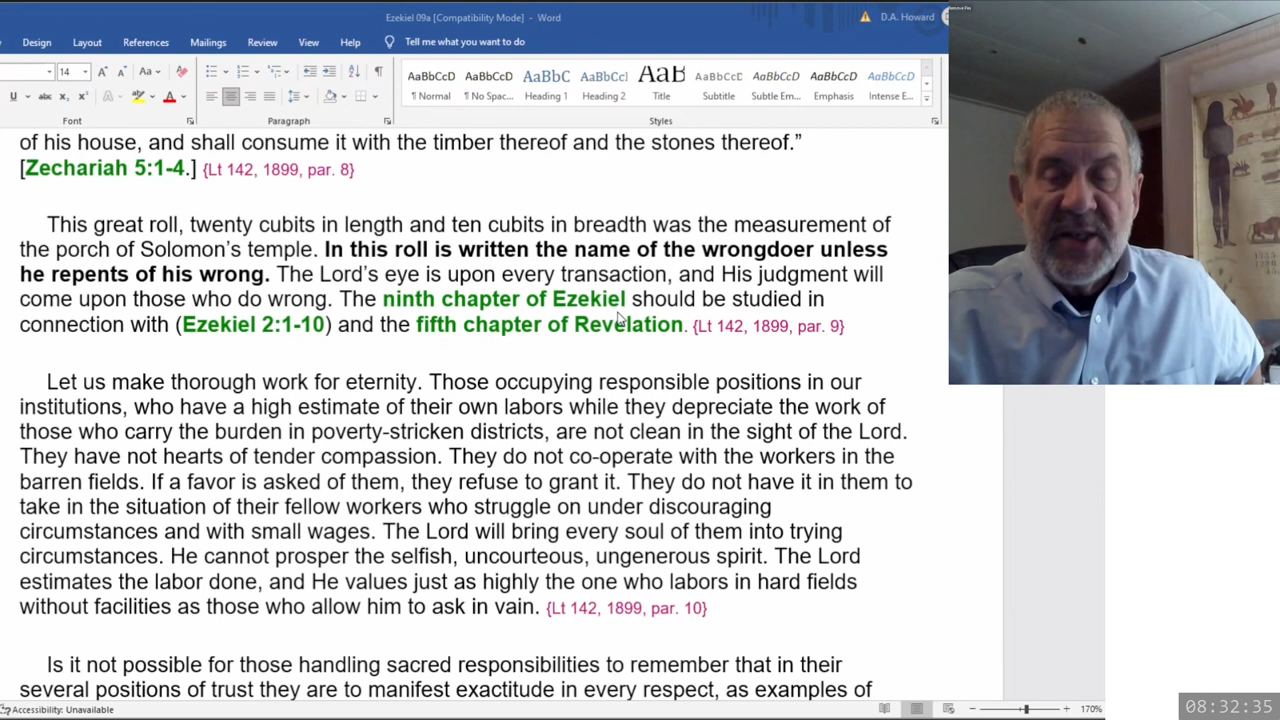 Ezekiel 09a [Compatibility Mode] - Word
D.A. Howard
Design Layout References Mailings Review View Help Tell me what you want to do
14 Aa
AaBbCcD AaBbCcD AaBbC AaBbCc AaB AaBbCcD AaBbCcD AaBbCcD AaBbCcD
¶ Normal ¶ No Spac... Heading 1 Heading 2 Title Subtitle Subtle Em... Emphasis Intense E...
Font Paragraph Styles
of his house, and shall consume it with the timber thereof and the stones thereof.”
[Zechariah 5:1-4.] {Lt 142, 1899, par. 8}
This great roll, twenty cubits in length and ten cubits in breadth was the measurement of
the porch of Solomon’s temple. In this roll is written the name of the wrongdoer unless
he repents of his wrong. The Lord’s eye is upon every transaction, and His judgment will
come upon those who do wrong. The ninth chapter of Ezekiel should be studied in
connection with (Ezekiel 2:1-10) and the fifth chapter of Revelation. {Lt 142, 1899, par. 9}
Let us make thorough work for eternity. Those occupying responsible positions in our
institutions, who have a high estimate of their own labors while they depreciate the work of
those who carry the burden in poverty-stricken districts, are not clean in the sight of the Lord.
They have not hearts of tender compassion. They do not co-operate with the workers in the
barren fields. If a favor is asked of them, they refuse to grant it. They do not have it in them to
take in the situation of their fellow workers who struggle on under discouraging
circumstances and with small wages. The Lord will bring every soul of them into trying
circumstances. He cannot prosper the selfish, uncourteous, ungenerous spirit. The Lord
estimates the labor done, and He values just as highly the one who labors in hard fields
without facilities as those who allow him to ask in vain. {Lt 142, 1899, par. 10}
Is it not possible for those handling sacred responsibilities to remember that in their
several positions of trust they are to manifest exactitude in every respect, as examples of
Accessibility: Unavailable
170%
08:32:35